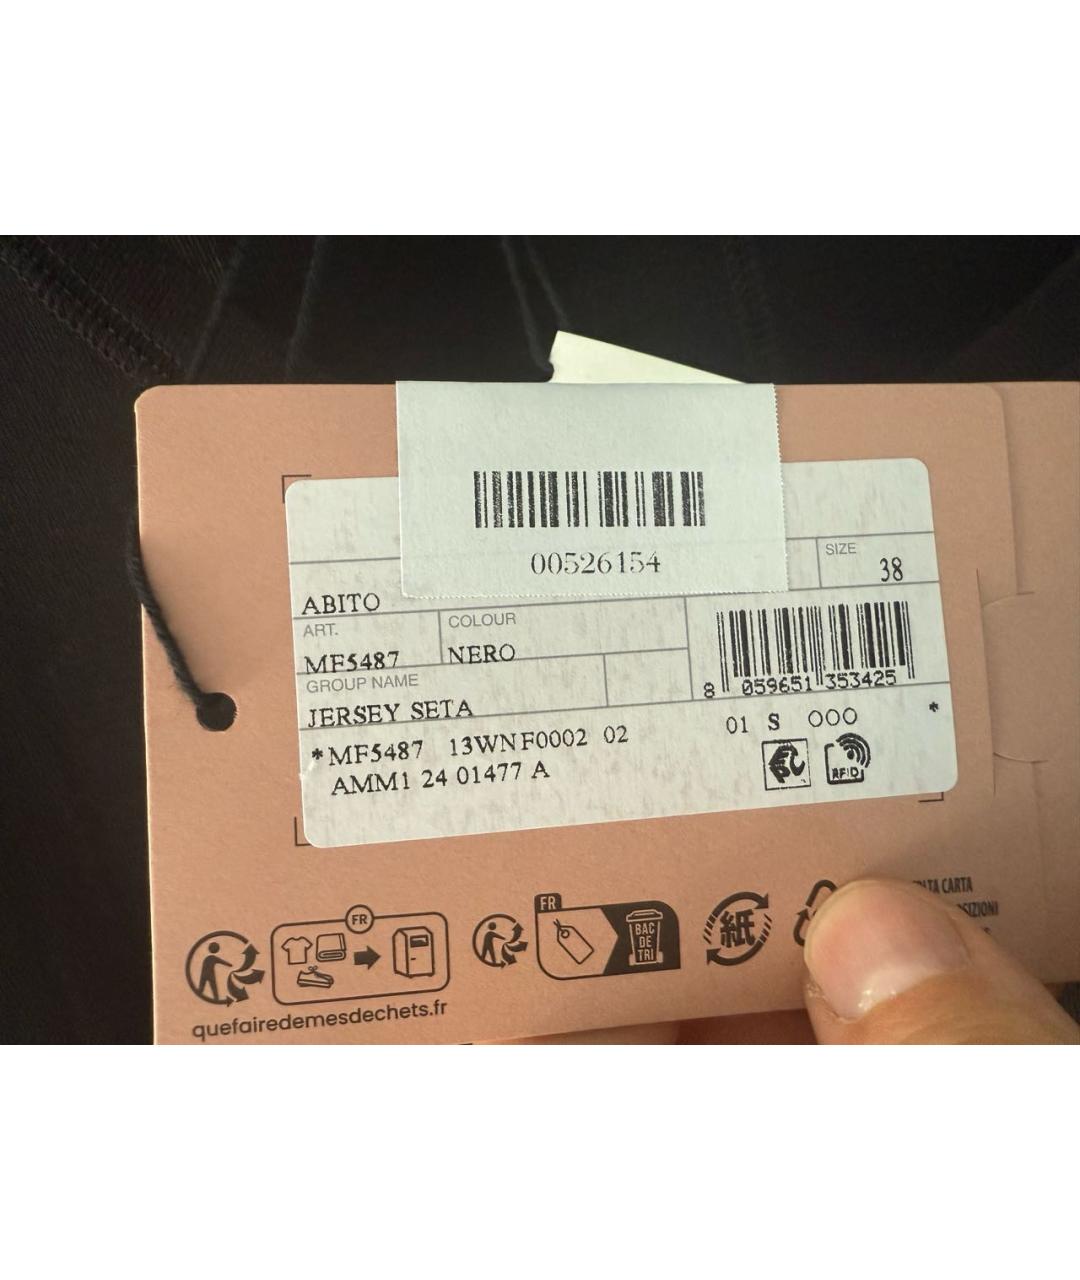 00526154
SIZE
38
ABITO
ART.
COLOUR
MF5487
NERO
GROUP NAME
JERSEY SETA
8 059651 353425
*MF5487 13WNF0002 02
01 S 000 *
AMM1 24 01477 A
RFID
FR
FR
BAC
DE
TRI
紙
CARTA
quefairedemesdechets.fr